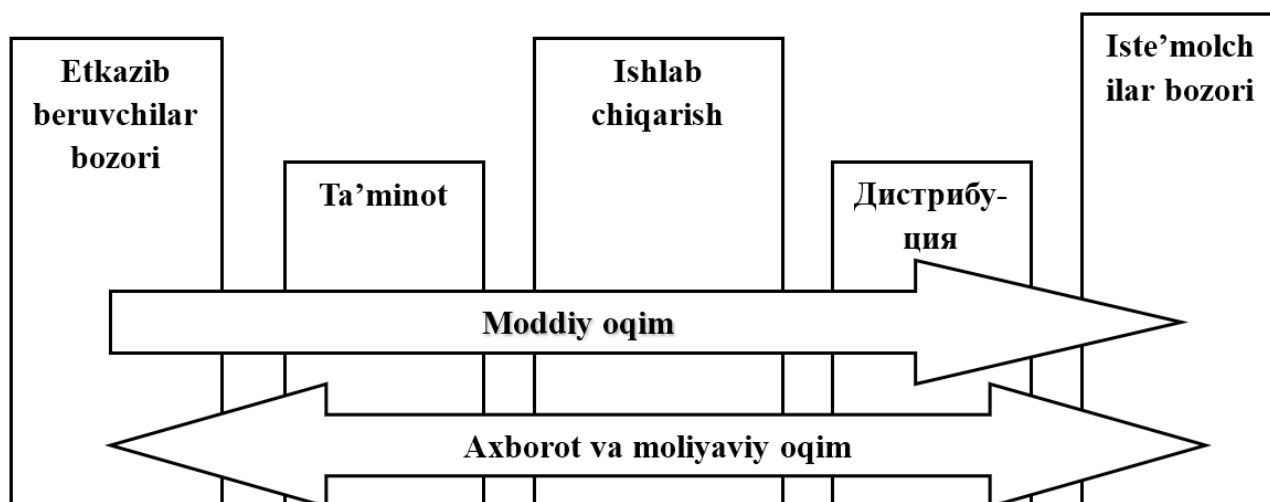 Etkazib
beruvchilar
bozori
Ta’minot
Ishlab
chiqarish
Дистрибу-
ция
Iste’molch
ilar bozori
Moddiy oqim
Axborot va moliyaviy oqim